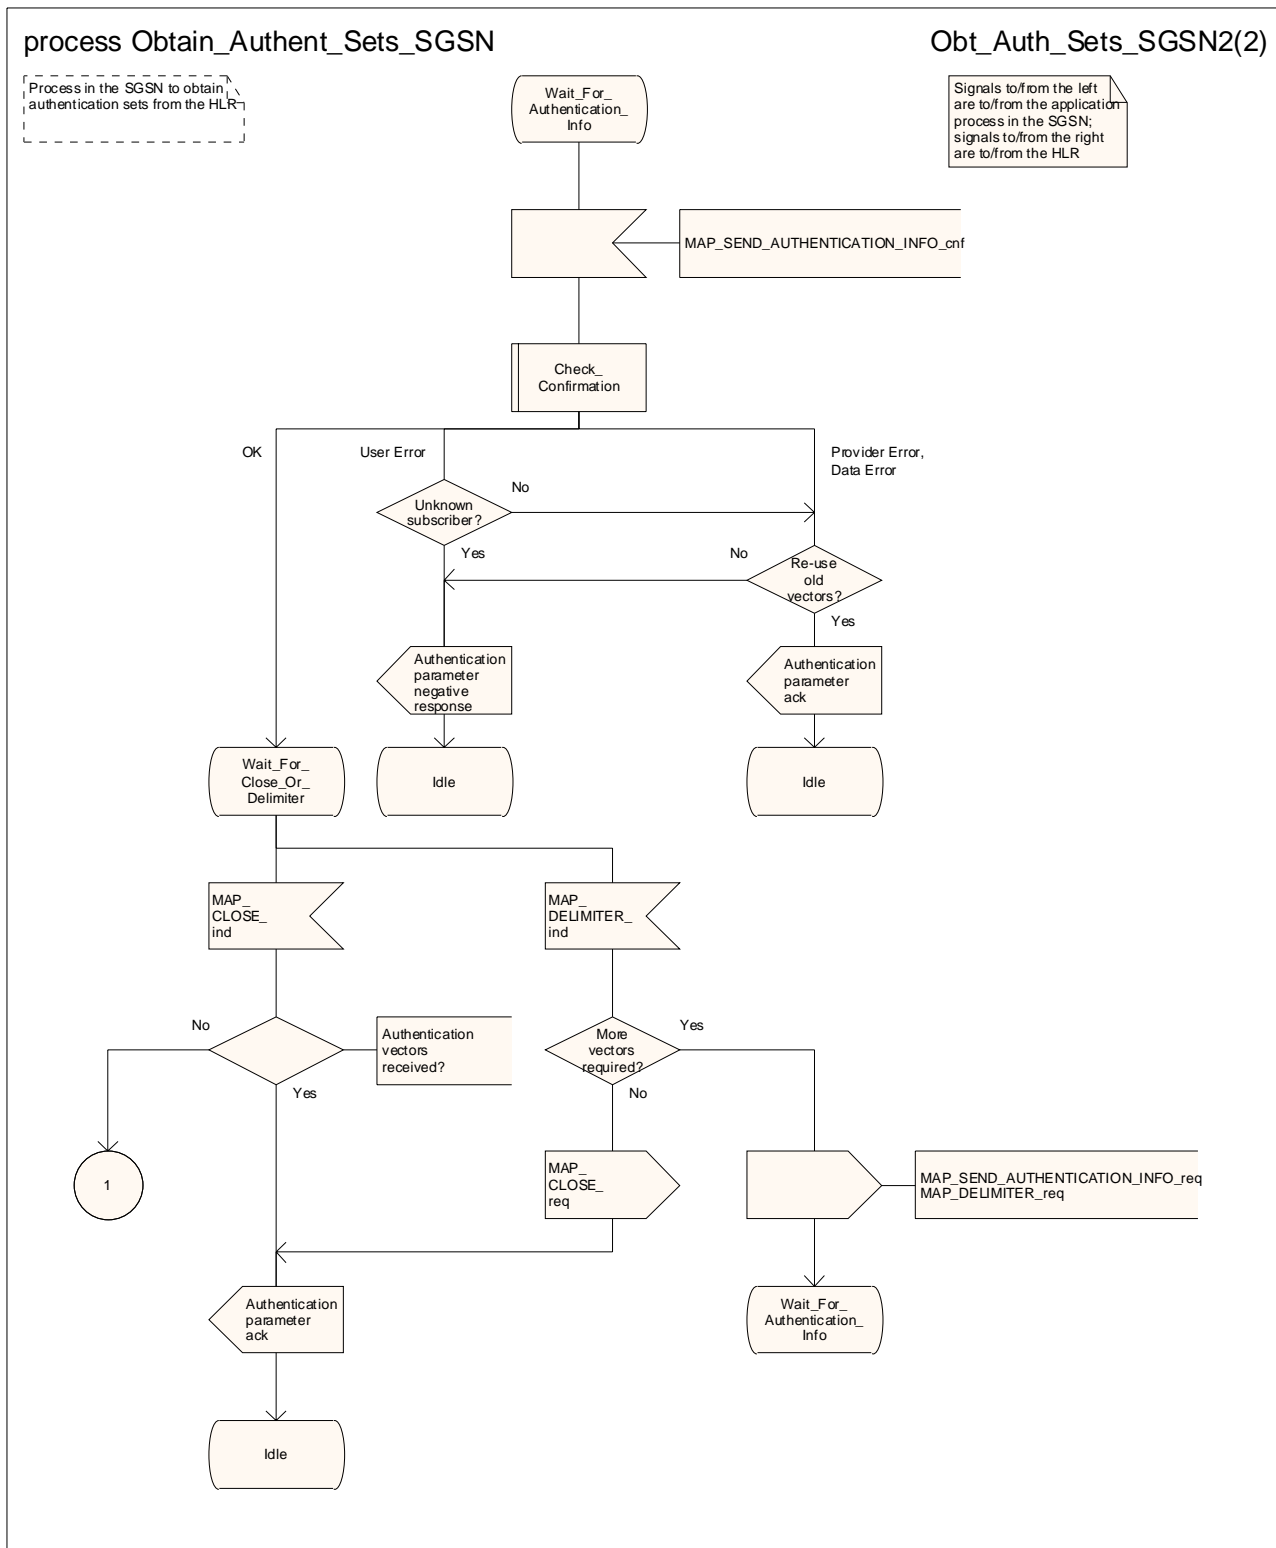 process Obtain_Authent_Sets_SGSN
Obt_Auth_Sets_SGSN2(2)
Process in the SGSN to obtain
authentication sets from the HLR
Wait_For_
Authentication_
Info
Signals to/from the left
are to/from the application
process in the SGSN;
signals to/from the right
are to/from the HLR
MAP_SEND_AUTHENTICATION_INFO_cnf
Check_
Confirmation
OK
User Error
Provider Error,
Data Error
Unknown
subscriber?
No
Yes
Re-use
old
vectors?
No
Yes
Authentication
parameter
negative
response
Authentication
parameter
ack
Wait_For_
Close_Or_
Delimiter
Idle
Idle
MAP_
CLOSE_
ind
MAP_
DELIMITER_
ind
No
Yes
Authentication
vectors
received?
More
vectors
required?
Yes
No
1
MAP_
CLOSE_
req
MAP_SEND_AUTHENTICATION_INFO_req
MAP_DELIMITER_req
Authentication
parameter
ack
Wait_For_
Authentication_
Info
Idle